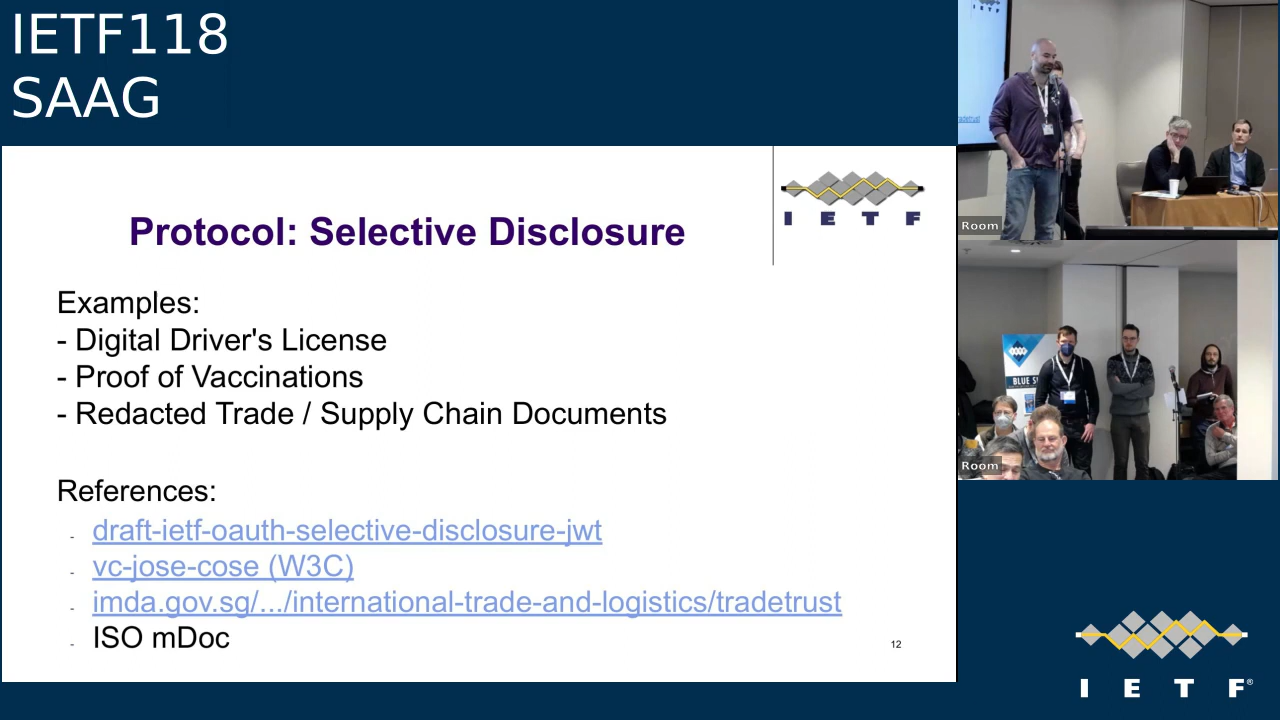 IETF118
SAAG
Protocol: Selective Disclosure
I E T F
Examples:
- Digital Driver's License
- Proof of Vaccinations
- Redacted Trade / Supply Chain Documents
References:
- draft-ietf-oauth-selective-disclosure-jwt
- vc-jose-cose (W3C)
- imda.gov.sg/.../international-trade-and-logistics/tradetrust
- ISO mDoc
12
Room
BLUE
Room
I E T F®